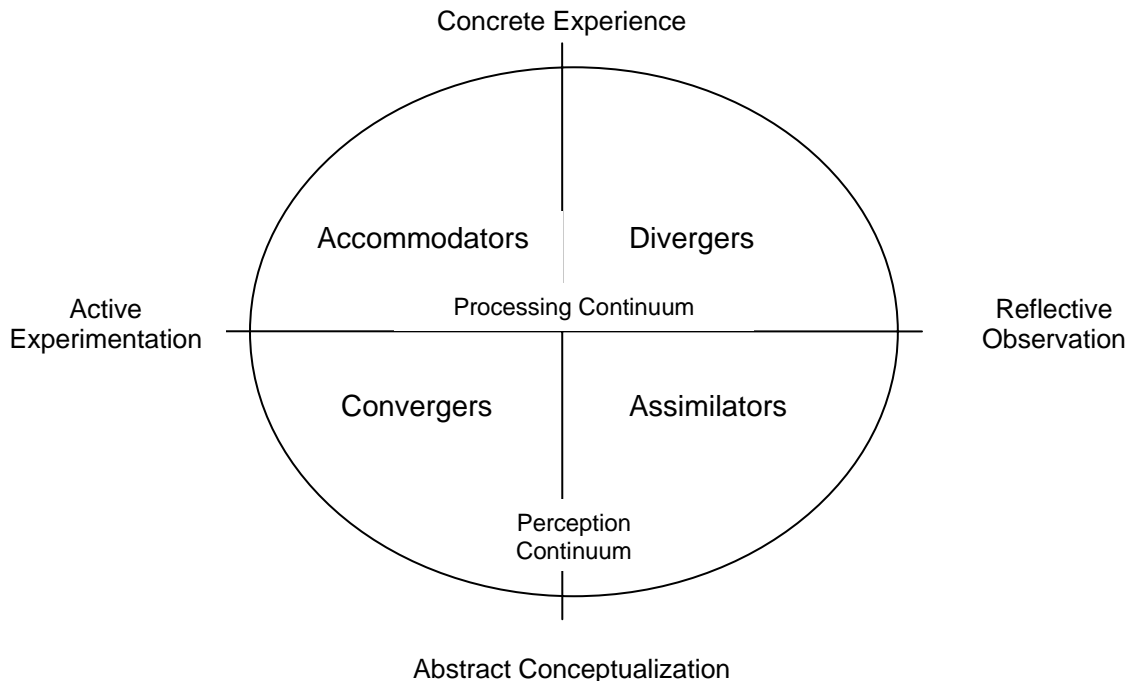 Concrete Experience
Accommodators
Divergers
Processing Continuum
Active
Experimentation
Reflective
Observation
Convergers
Assimilators
Perception
Continuum
Abstract Conceptualization